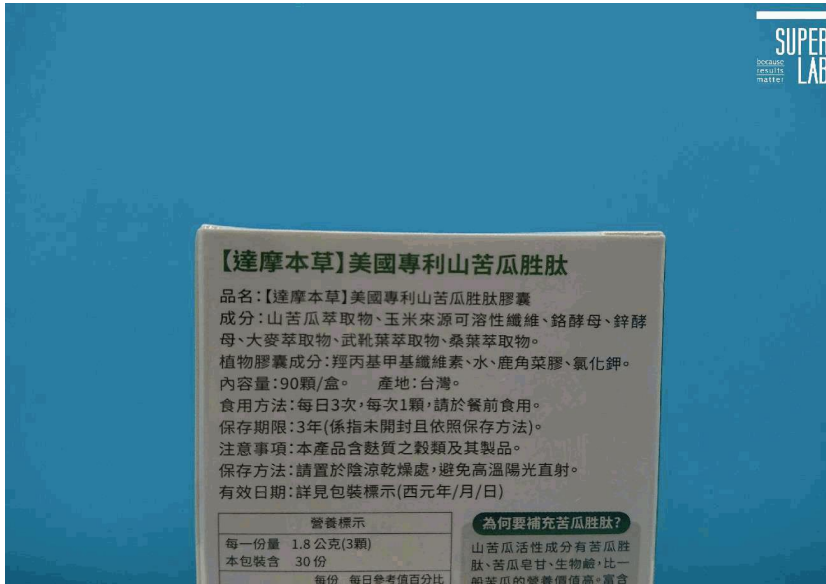 SUPER
LAB
because
results
matter
【達摩本草】美國專利山苦瓜胜肽
品名:【達摩本草】美國專利山苦瓜胜肽膠囊
成分:山苦瓜萃取物、玉米來源可溶性纖維、鉻酵母、鋅酵
母、大麥萃取物、武靴葉萃取物、桑葉萃取物。
植物膠囊成分:羥丙基甲基纖維素、水、鹿角菜膠、氯化鉀。
內容量:90顆/盒。 產地:台灣。
食用方法:每日3次,每次1顆,請於餐前食用。
保存期限:3年(係指未開封且依照保存方法)。
注意事項:本產品含麩質之穀類及其製品。
保存方法:請置於陰涼乾燥處,避免高溫陽光直射。
有效日期:詳見包裝標示(西元年/月/日)
營養標示
每一份量 1.8公克(3顆)
本包裝含 30份
每份 每日參考值百分比
為何要補充苦瓜胜肽?
山苦瓜活性成分有苦瓜胜
肽、苦瓜皂甘、生物鹼,比一
般苦瓜的營養價值高。富含